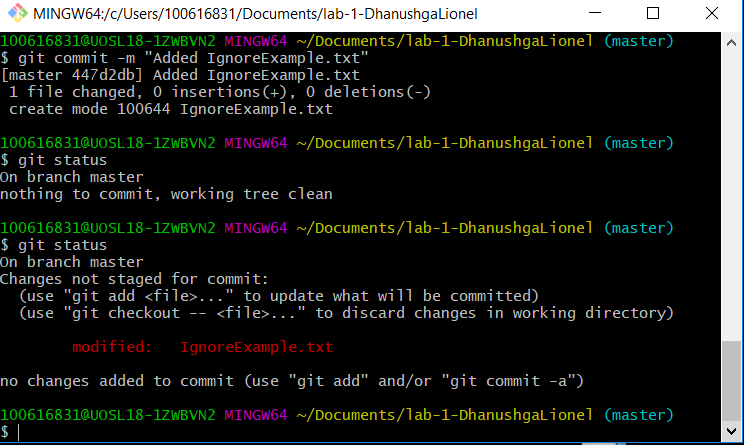 MINGW64:/c/Users/100616831/Documents/lab-1-DhanushgaLionel
100616831@UOSL18-1ZWBVN2 MINGW64 ~/Documents/lab-1-DhanushgaLionel (master)
$ git commit -m "Added IgnoreExample.txt"
[master 447d2db] Added IgnoreExample.txt
 1 file changed, 0 insertions(+), 0 deletions(-)
 create mode 100644 IgnoreExample.txt
100616831@UOSL18-1ZWBVN2 MINGW64 ~/Documents/lab-1-DhanushgaLionel (master)
$ git status
On branch master
nothing to commit, working tree clean
100616831@UOSL18-1ZWBVN2 MINGW64 ~/Documents/lab-1-DhanushgaLionel (master)
$ git status
On branch master
Changes not staged for commit:
  (use "git add <file>..." to update what will be committed)
  (use "git checkout -- <file>..." to discard changes in working directory)
        modified:   IgnoreExample.txt
no changes added to commit (use "git add" and/or "git commit -a")
100616831@UOSL18-1ZWBVN2 MINGW64 ~/Documents/lab-1-DhanushgaLionel (master)
$